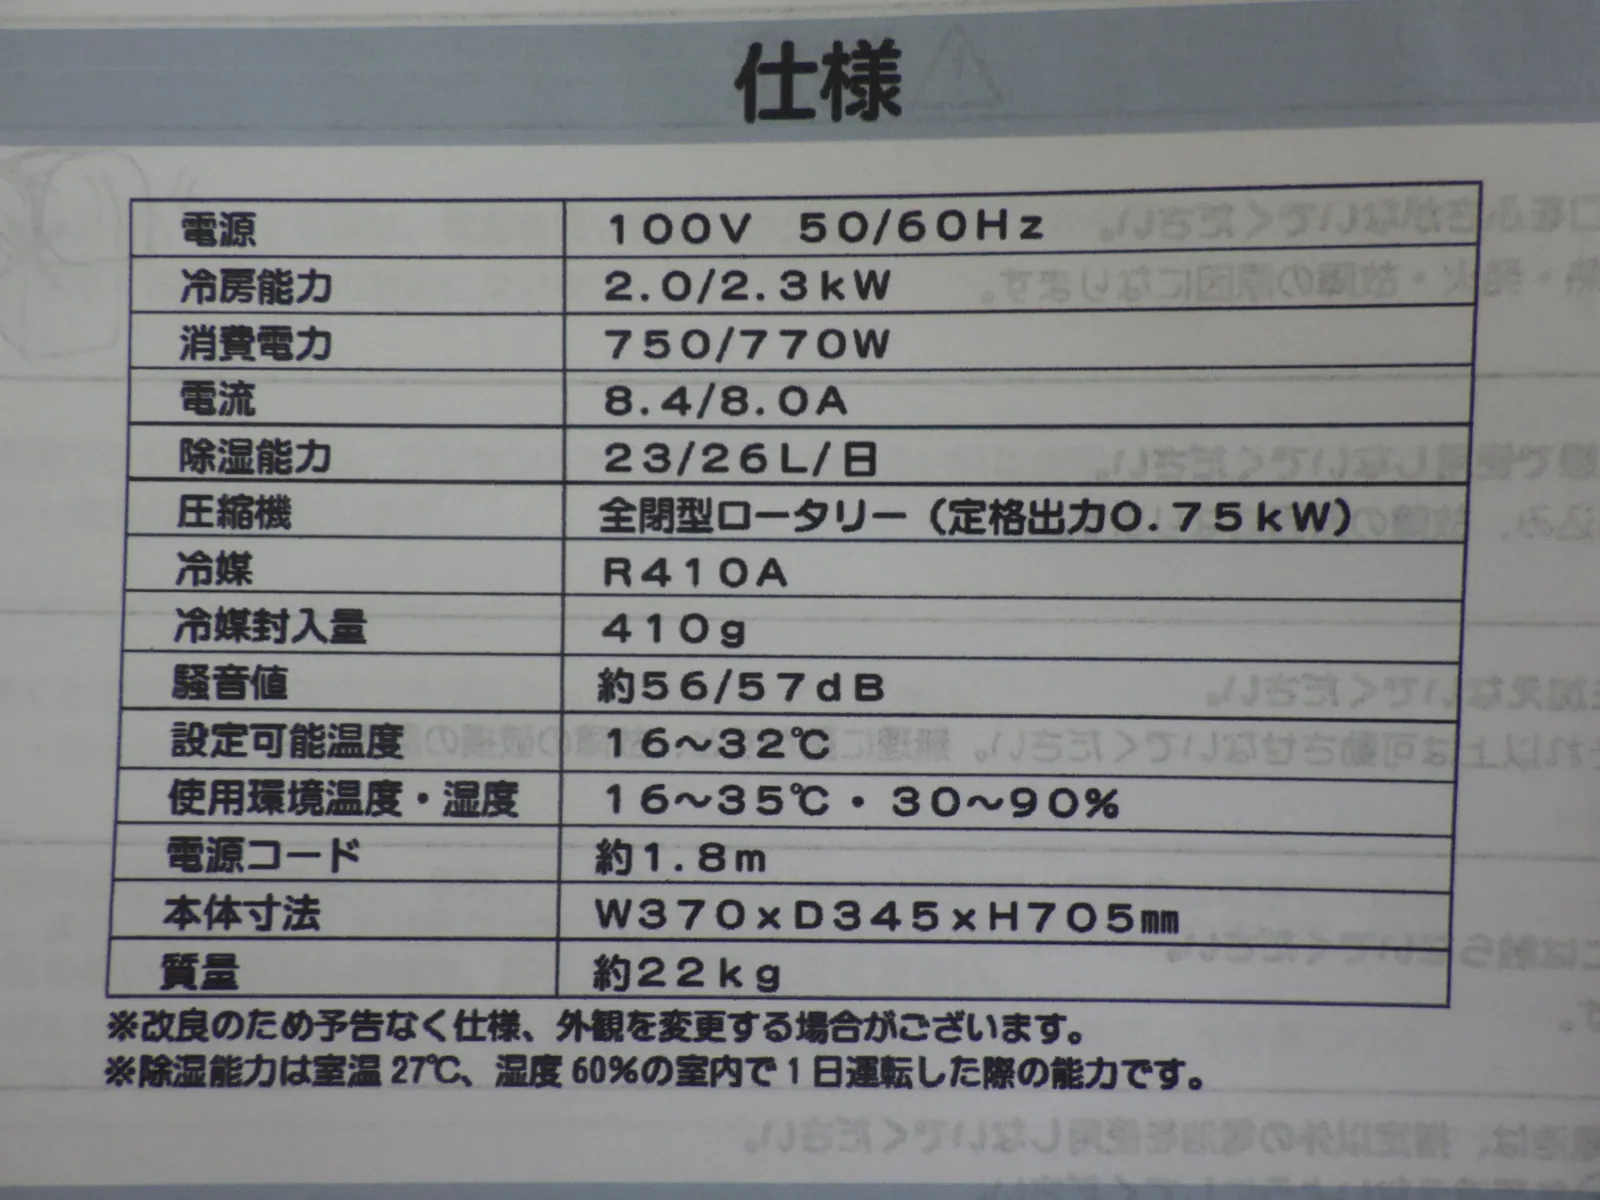 仕様
電源 100V 50/60Hz
冷房能力 2.0/2.3kW
消費電力 750/770W
電流 8.4/8.0A
除湿能力 23/26L/日
圧縮機 全閉型ロータリー（定格出力0.75kW）
冷媒 R410A
冷媒封入量 410g
騒音値 約56/57dB
設定可能温度 16～32℃
使用環境温度・湿度 16～35℃・30～90%
電源コード 約1.8m
本体寸法 W370xD345xH705㎜
質量 約22kg
※改良のため予告なく仕様、外観を変更する場合がございます。
※除湿能力は室温27℃、湿度60%の室内で1日運転した際の能力です。